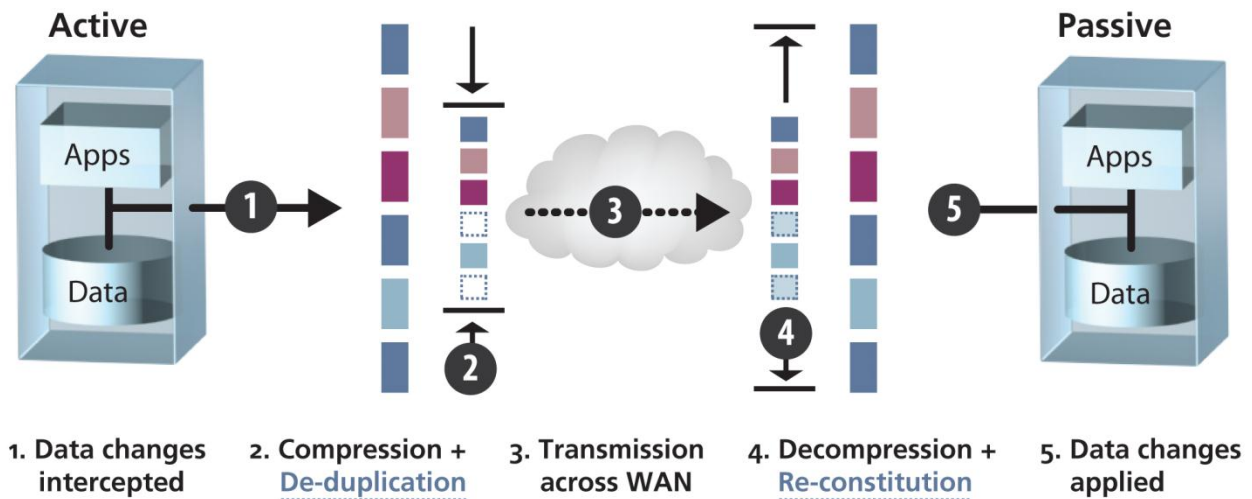 Active
Passive
Apps
Data
1
2
3
4
5
Apps
Data
1. Data changes
intercepted
2. Compression +
De-duplication
3. Transmission
across WAN
4. Decompression +
Re-constitution
5. Data changes
applied